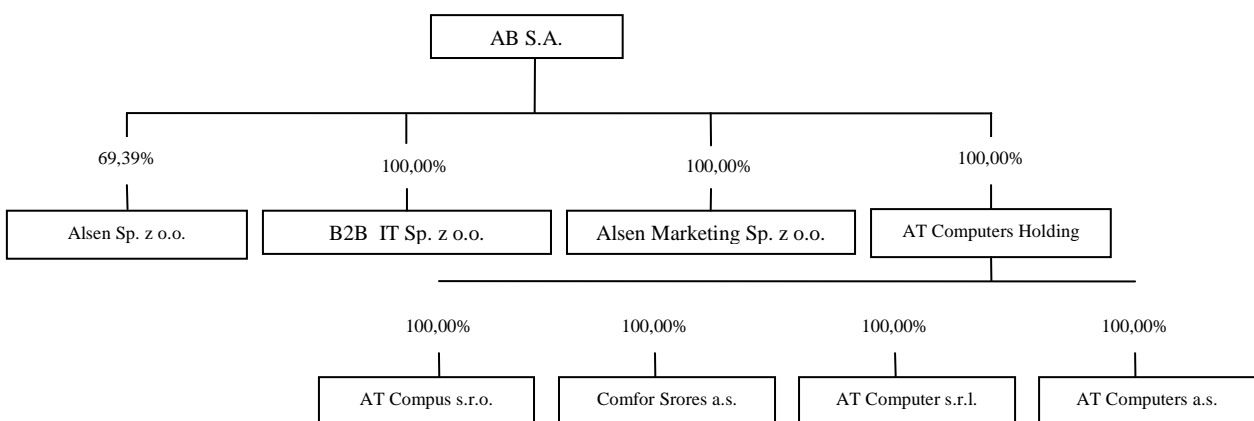 AB S.A.
69,39%
100,00%
100,00%
100,00%
Alsen Sp. z o.o.
B2B IT Sp. z o.o.
Alsen Marketing Sp. z o.o.
AT Computers Holding
100,00%
100,00%
100,00%
100,00%
AT Compus s.r.o.
Comfor Srores a.s.
AT Computer s.r.l.
AT Computers a.s.